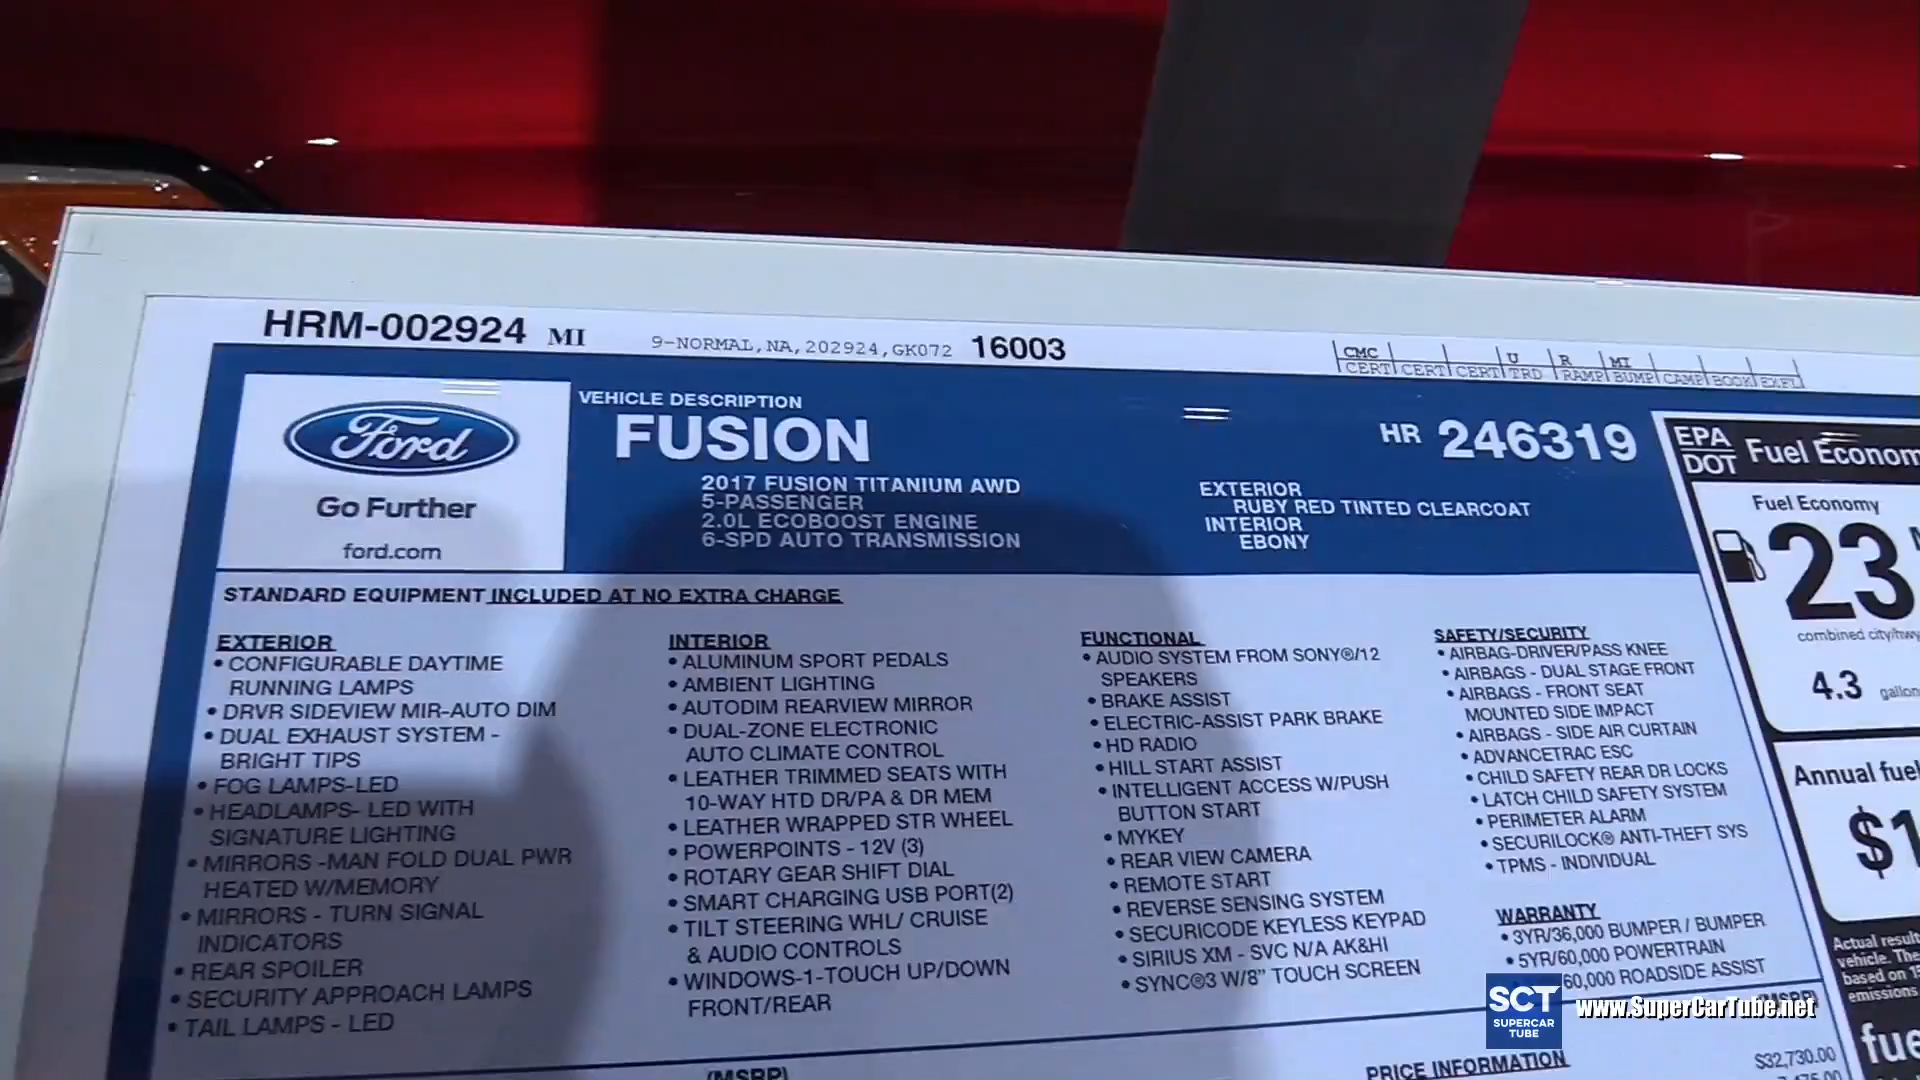 HRM-002924 MI 9-NORMAL,NA,202924,GK072 16003
CMC U R MI
CERT CERT CERT TRD RAMP BUMP CAMP BOOK
Ford
Go Further
ford.com
VEHICLE DESCRIPTION
FUSION
2017 FUSION TITANIUM AWD
5-PASSENGER
2.0L ECOBOOST ENGINE
6-SPD AUTO TRANSMISSION
HR 246319
EXTERIOR
RUBY RED TINTED CLEARCOAT
INTERIOR
EBONY
STANDARD EQUIPMENT INCLUDED AT NO EXTRA CHARGE
EXTERIOR
• CONFIGURABLE DAYTIME
RUNNING LAMPS
• DRVR SIDEVIEW MIR-AUTO DIM
• DUAL EXHAUST SYSTEM -
BRIGHT TIPS
• FOG LAMPS-LED
• HEADLAMPS- LED WITH
SIGNATURE LIGHTING
• MIRRORS -MAN FOLD DUAL PWR
HEATED W/MEMORY
• MIRRORS - TURN SIGNAL
INDICATORS
• REAR SPOILER
• SECURITY APPROACH LAMPS
• TAIL LAMPS - LED
INTERIOR
• ALUMINUM SPORT PEDALS
• AMBIENT LIGHTING
• AUTODIM REARVIEW MIRROR
• DUAL-ZONE ELECTRONIC
AUTO CLIMATE CONTROL
• LEATHER TRIMMED SEATS WITH
10-WAY HTD DR/PA & DR MEM
• LEATHER WRAPPED STR WHEEL
• POWERPOINTS - 12V (3)
• ROTARY GEAR SHIFT DIAL
• SMART CHARGING USB PORT(2)
• TILT STEERING WHL/ CRUISE
& AUDIO CONTROLS
• WINDOWS-1-TOUCH UP/DOWN
FRONT/REAR
FUNCTIONAL
• AUDIO SYSTEM FROM SONY®/12
SPEAKERS
• BRAKE ASSIST
• ELECTRIC-ASSIST PARK BRAKE
• HD RADIO
• HILL START ASSIST
• INTELLIGENT ACCESS W/PUSH
BUTTON START
• MYKEY
• REAR VIEW CAMERA
• REMOTE START
• REVERSE SENSING SYSTEM
• SECURICODE KEYLESS KEYPAD
• SIRIUS XM - SVC N/A AK&HI
• SYNC®3 W/8" TOUCH SCREEN
SAFETY/SECURITY
• AIRBAG-DRIVER/PASS KNEE
• AIRBAGS - DUAL STAGE FRONT
• AIRBAGS - FRONT SEAT
MOUNTED SIDE IMPACT
• AIRBAGS - SIDE AIR CURTAIN
• ADVANCETRAC ESC
• CHILD SAFETY REAR DR LOCKS
• LATCH CHILD SAFETY SYSTEM
• PERIMETER ALARM
• SECURILOCK® ANTI-THEFT SYS
• TPMS - INDIVIDUAL
WARRANTY
• 3YR/36,000 BUMPER / BUMPER
• 5YR/60,000 POWERTRAIN
60,000 ROADSIDE ASSIST
(MSRP)
PRICE INFORMATION
(MSRP)
$32,730.00
EPA
DOT
Fuel Econom
Fuel Economy
23
combined city/hwy
4.3 gallon
Annual fuel
$1
Actual result
vehicle. The
based on 15
emissions
fue
SCT
SUPERCAR
TUBE
www.SuperCarTube.net